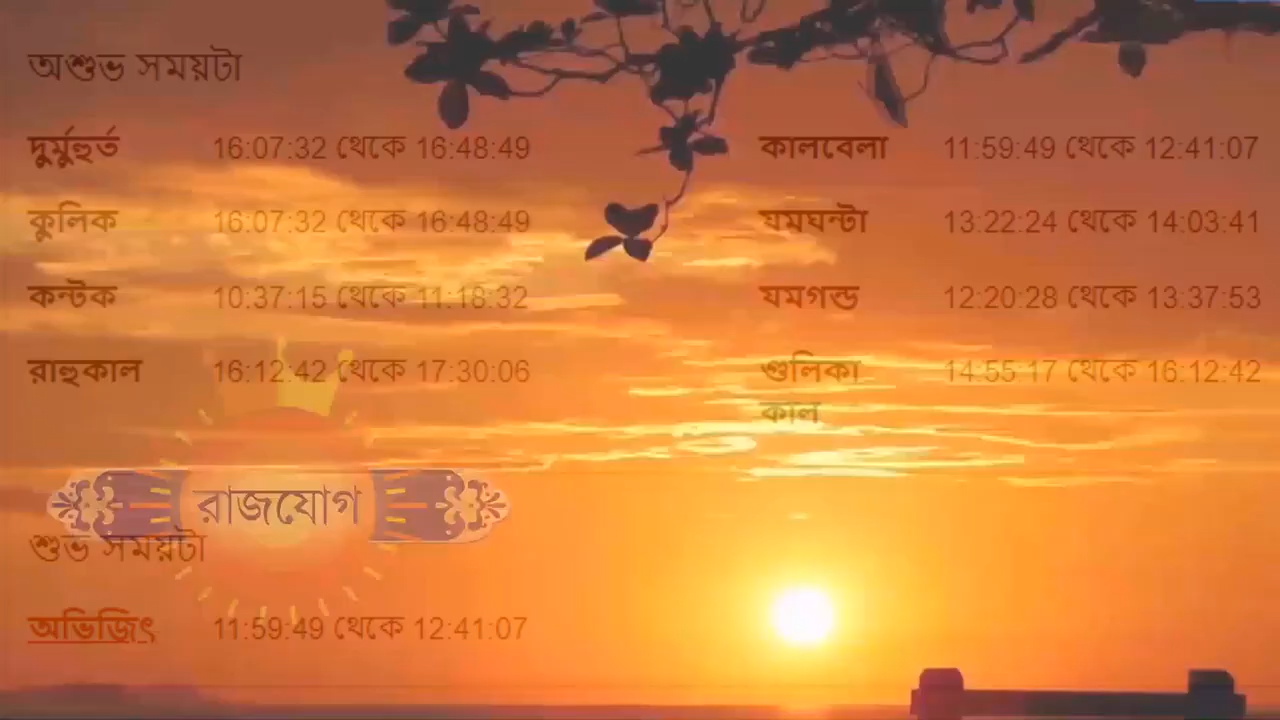 অশুভ সময়টা
দুর্মুহুর্ত 16:07:32 থেকে 16:48:49 কালবেলা 11:59:49 থেকে 12:41:07
কুলিক 16:07:32 থেকে 16:48:49 যমঘন্টা 13:22:24 থেকে 14:03:41
কন্টক 10:37:15 থেকে 11:18:32 যমগন্ড 12:20:28 থেকে 13:37:53
রাহুকাল 16:12:42 থেকে 17:30:06 গুলিকা 14:55:17 থেকে 16:12:42
কাল
রাজযোগ
শুভ সময়টা
অভিজিৎ 11:59:49 থেকে 12:41:07